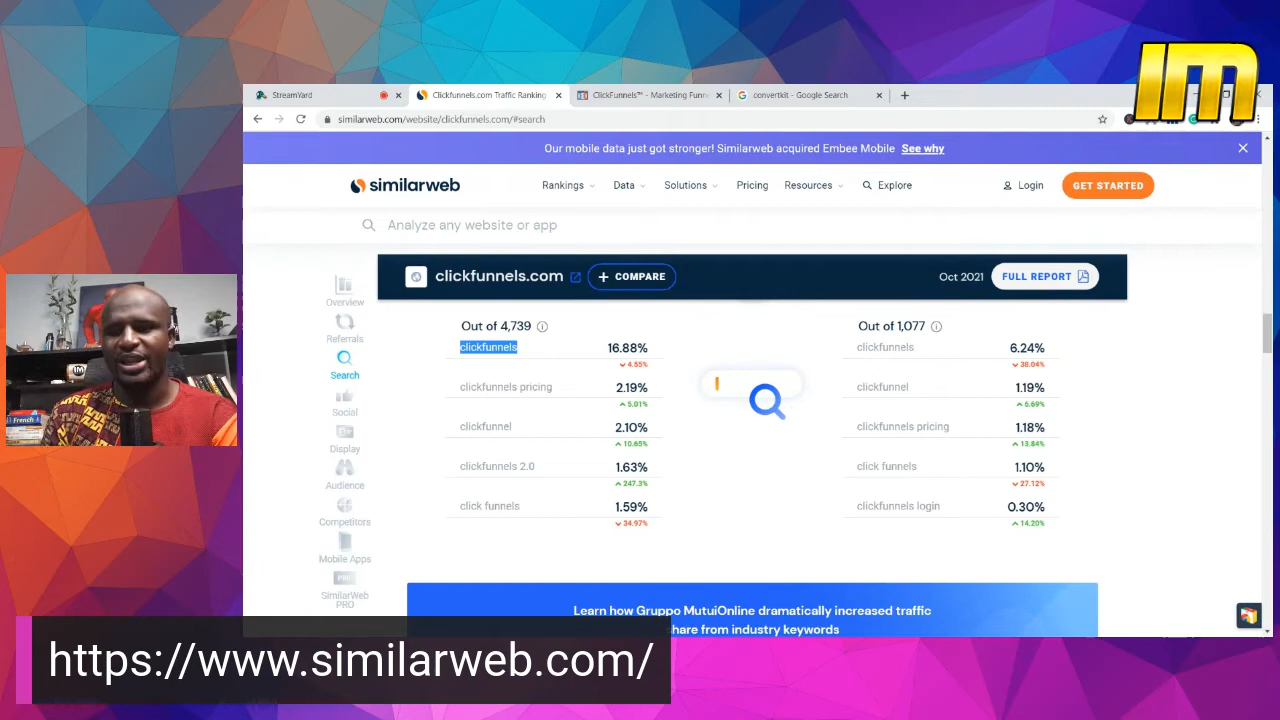 IM
StreamYard
Clickfunnels.com Traffic Ranking
ClickFunnels™ - Marketing Funn
convertkit - Google Search
similarweb.com/website/clickfunnels.com/#search
Our mobile data just got stronger! Similarweb acquired Embee Mobile See why
similarweb
Rankings Data Solutions Pricing Resources Explore
Login GET STARTED
Analyze any website or app
clickfunnels.com + COMPARE
Oct 2021 FULL REPORT
Overview
Referrals
Search
Social
Display
Audience
Competitors
Mobile Apps
PRO
SimilarWeb
PRO
Out of 4,739
clickfunnels 16.88%
4.55%
clickfunnels pricing 2.19%
5.01%
clickfunnel 2.10%
10.65%
clickfunnels 2.0 1.63%
247.3%
click funnels 1.59%
34.97%
Out of 1,077
clickfunnels 6.24%
38.04%
clickfunnel 1.19%
6.69%
clickfunnels pricing 1.18%
13.84%
click funnels 1.10%
27.12%
clickfunnels login 0.30%
14.20%
Learn how Gruppo MutuiOnline dramatically increased traffic
share from industry keywords
IM
French
https://www.similarweb.com/